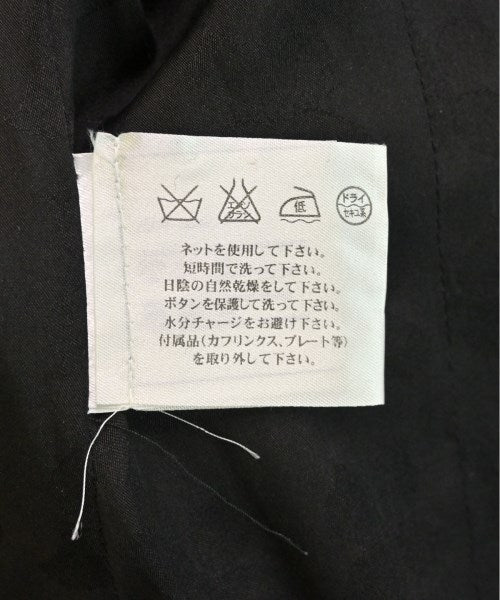 エンソ
サラシ
低
ドライ
セキユ系
ネットを使用して下さい。
短時間で洗って下さい。
日陰の自然乾燥をして下さい。
ボタンを保護して洗って下さい。
水分チャージをお避け下さい。
付属品(カフリンクス、プレート等)
を取り外して下さい。